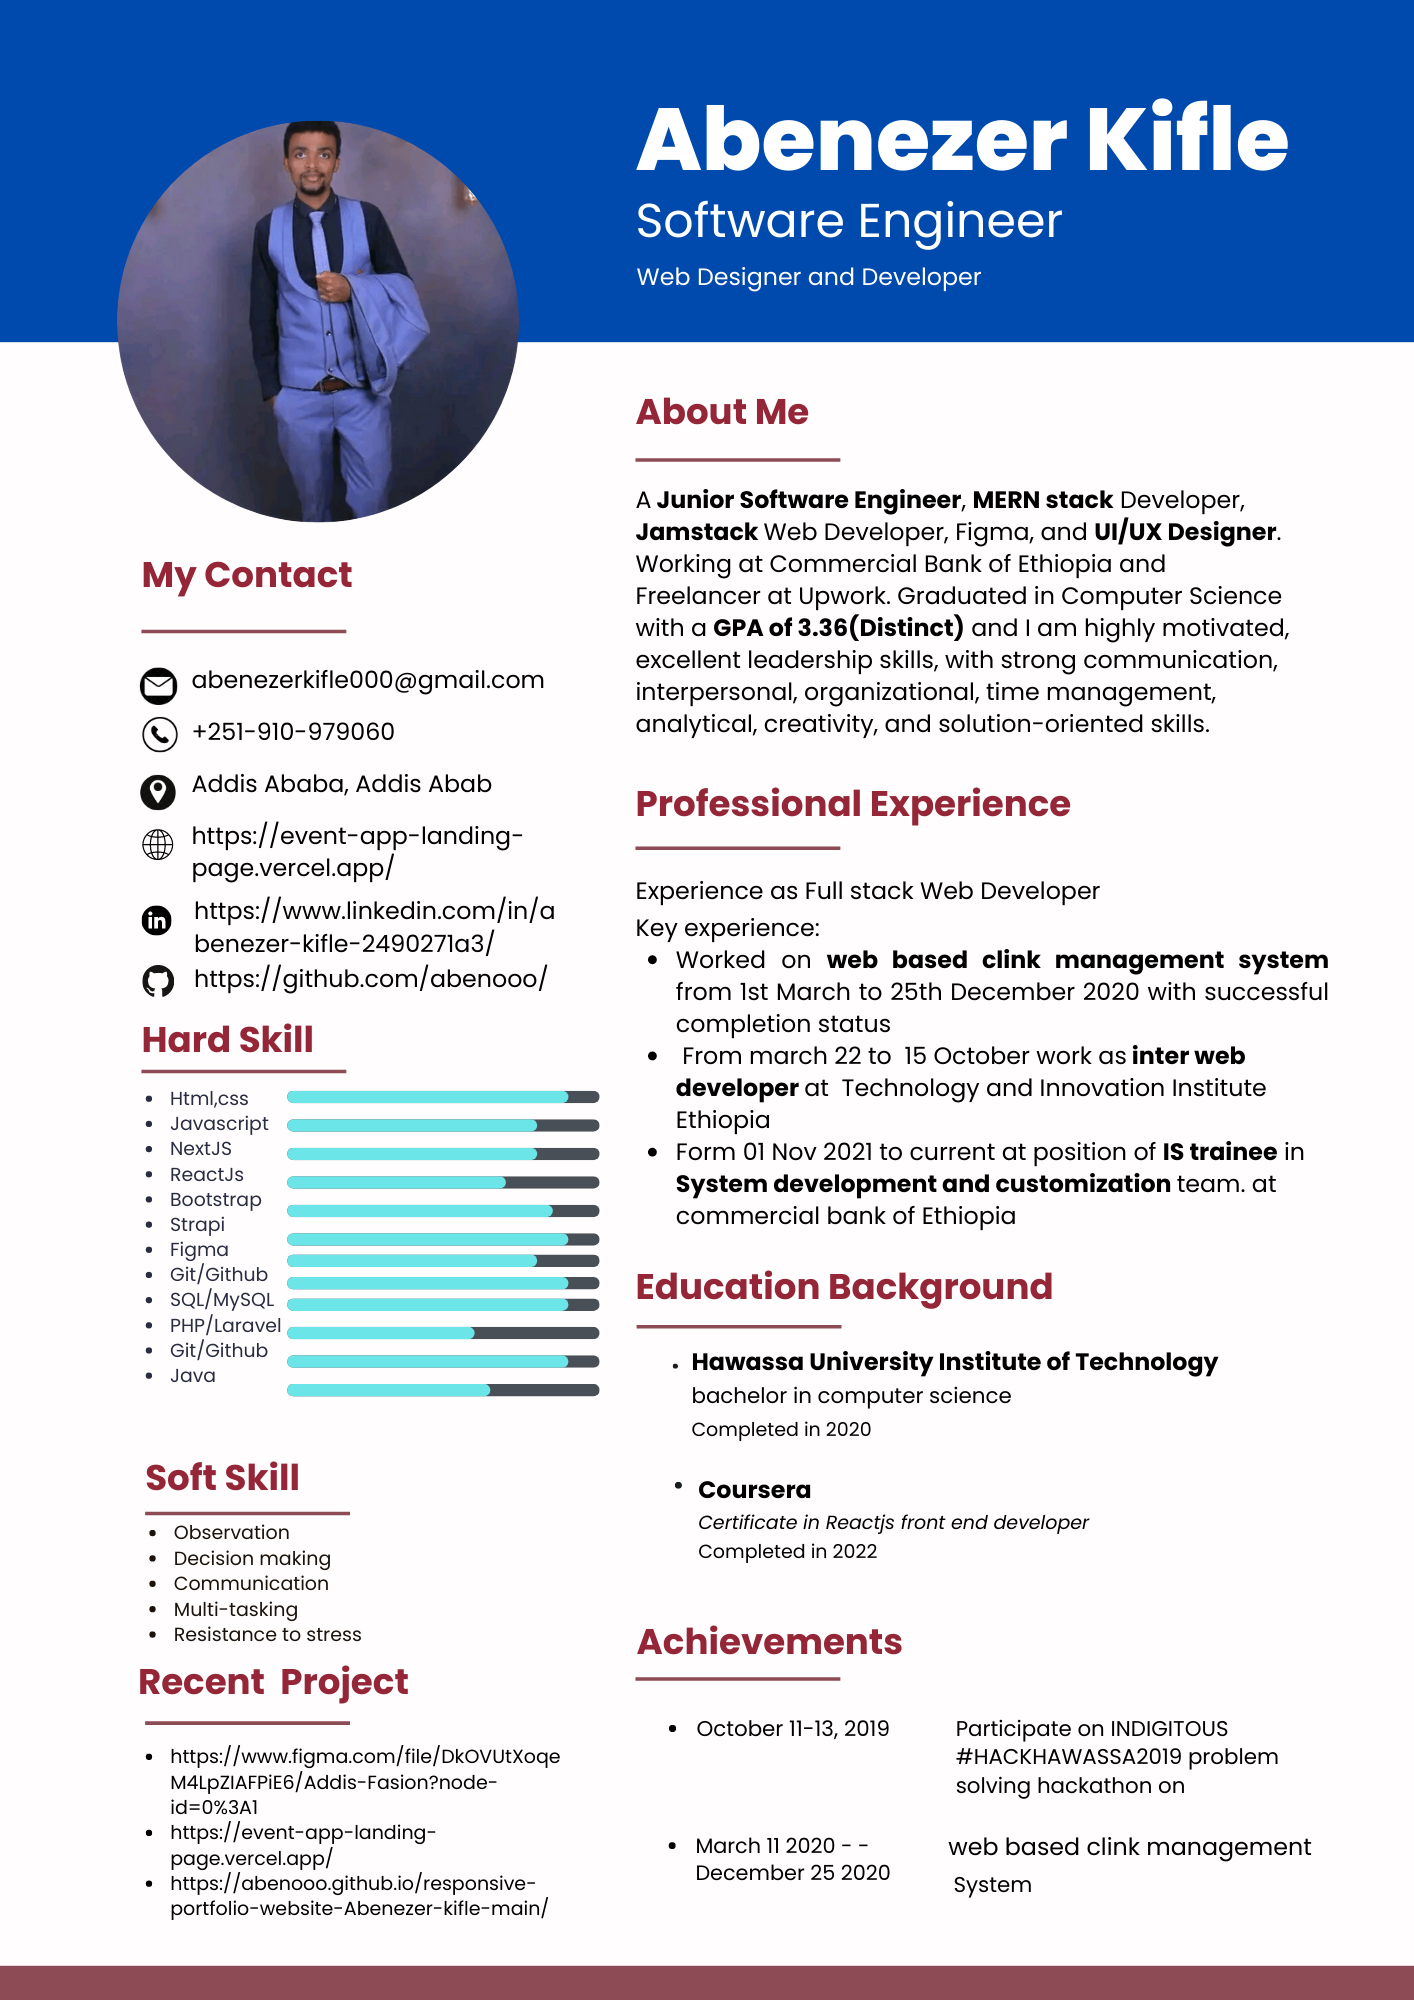 Abenezer Kifle
Software Engineer
Web Designer and Developer
My Contact
abenezerkifle000@gmail.com
+251-910-979060
Addis Ababa, Addis Abab
https://event-app-landing-
page.vercel.app/
https://www.linkedin.com/in/a
benezer-kifle-2490271a3/
https://github.com/abenooo/
Hard Skill
Html,css
Javascript
NextJS
ReactJs
Bootstrap
Strapi
Figma
Git/Github
SQL/MySQL
PHP/Laravel
Git/Github
Java
Soft Skill
Observation
Decision making
Communication
Multi-tasking
Resistance to stress
Recent Project
https://www.figma.com/file/DkOVUtXoqe
M4LpZIAFPiE6/Addis-Fasion?node-
id=0%3A1
https://event-app-landing-
page.vercel.app/
https://abenooo.github.io/responsive-
portfolio-website-Abenezer-kifle-main/
About Me
A Junior Software Engineer, MERN stack Developer,
Jamstack Web Developer, Figma, and UI/UX Designer.
Working at Commercial Bank of Ethiopia and
Freelancer at Upwork. Graduated in Computer Science
with a GPA of 3.36(Distinct) and I am highly motivated,
excellent leadership skills, with strong communication,
interpersonal, organizational, time management,
analytical, creativity, and solution-oriented skills.
Professional Experience
Experience as Full stack Web Developer
Key experience:
Worked on web based clink management system
from 1st March to 25th December 2020 with successful
completion status
From march 22 to 15 October work as inter web
developer at Technology and Innovation Institute
Ethiopia
Form 01 Nov 2021 to current at position of IS trainee in
System development and customization team. at
commercial bank of Ethiopia
Education Background
Hawassa University Institute of Technology
bachelor in computer science
Completed in 2020
Coursera
Certificate in Reactjs front end developer
Completed in 2022
Achievements
October 11-13, 2019
Participate on INDIGITOUS
#HACKHAWASSA2019 problem
solving hackathon on
March 11 2020 - -
December 25 2020
web based clink management
System